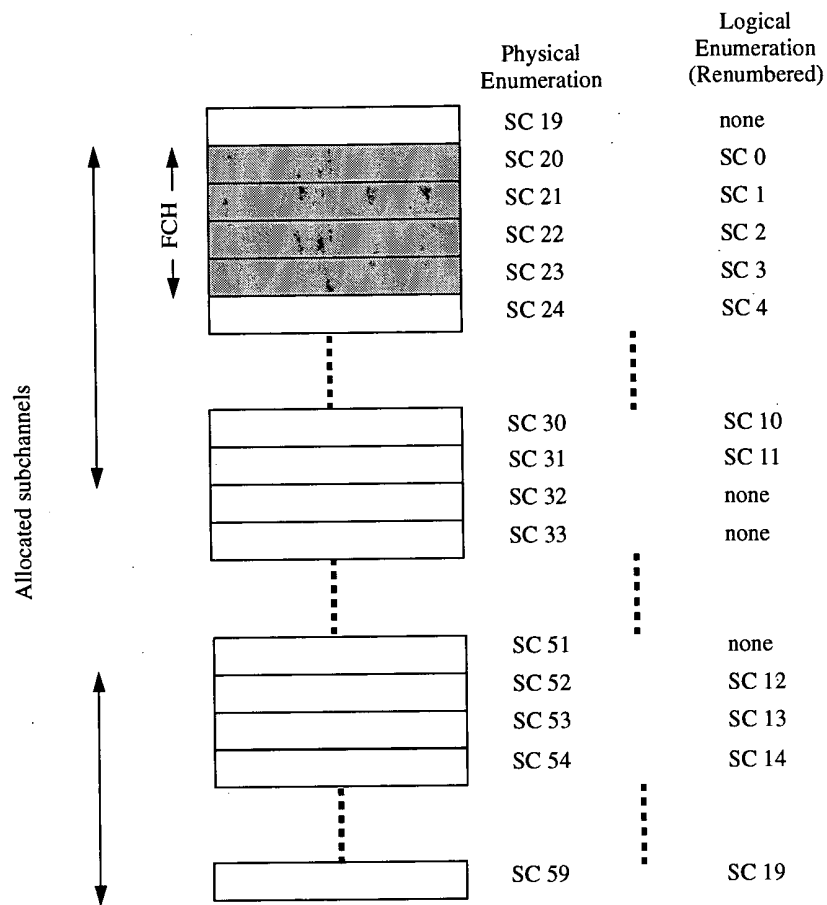 Physical Enumeration
Logical Enumeration (Renumbered)
SC 19 none
SC 20 SC 0
SC 21 SC 1
SC 22 SC 2
SC 23 SC 3
SC 24 SC 4
FCH
Allocated subchannels
SC 30 SC 10
SC 31 SC 11
SC 32 none
SC 33 none
SC 51 none
SC 52 SC 12
SC 53 SC 13
SC 54 SC 14
SC 59 SC 19